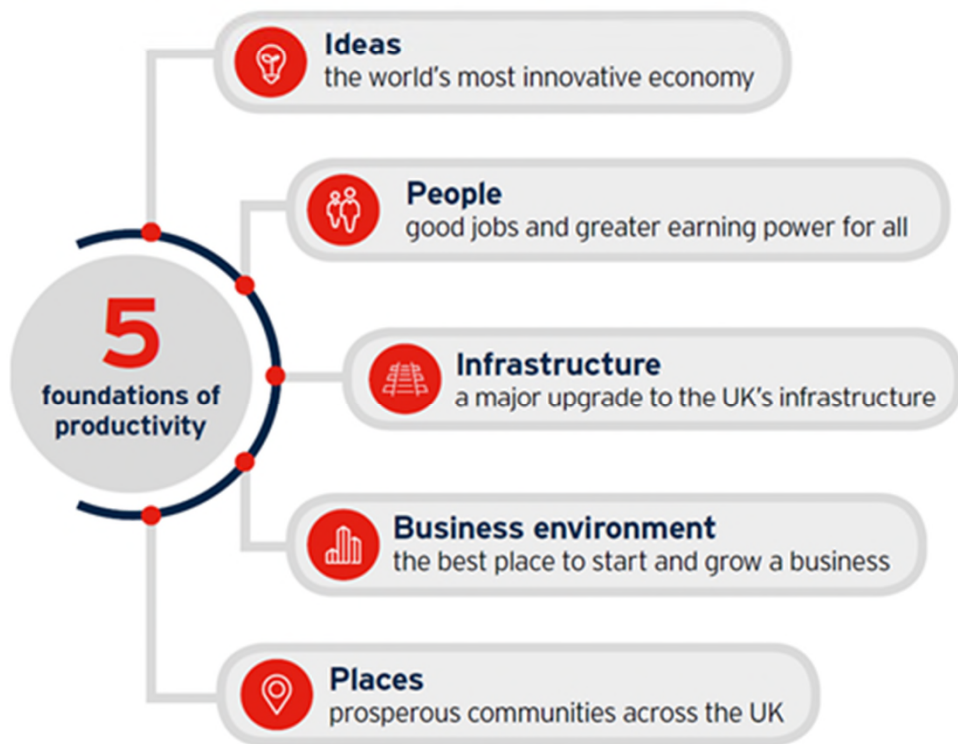 Ideas
the world's most innovative economy
People
good jobs and greater earning power for all
5
foundations of
productivity
Infrastructure
a major upgrade to the UK's infrastructure
Business environment
the best place to start and grow a business
Places
prosperous communities across the UK